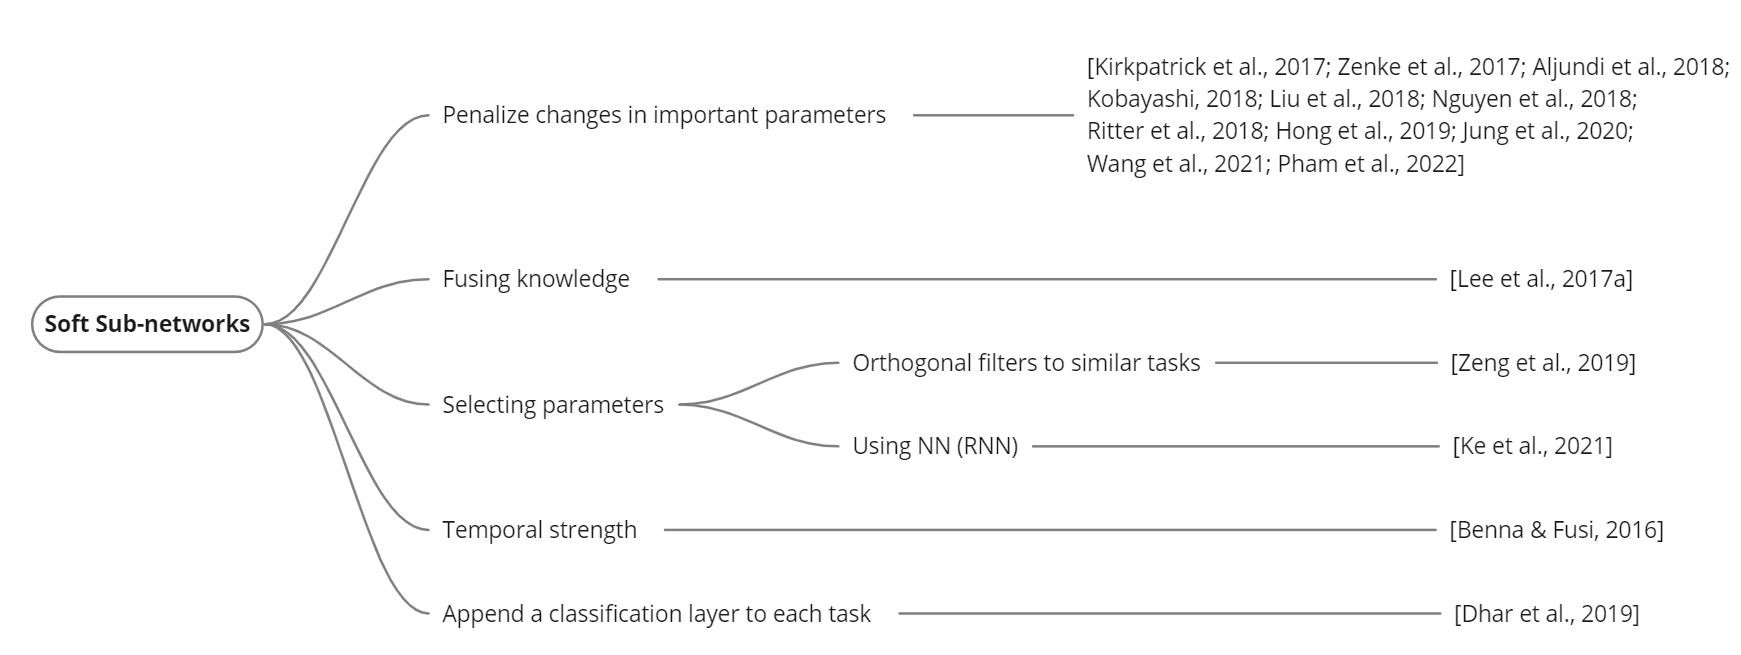 Soft Sub-networks
Penalize changes in important parameters
[Kirkpatrick et al., 2017; Zenke et al., 2017; Aljundi et al., 2018;
Kobayashi, 2018; Liu et al., 2018; Nguyen et al., 2018;
Ritter et al., 2018; Hong et al., 2019; Jung et al., 2020;
Wang et al., 2021; Pham et al., 2022]
Fusing knowledge
[Lee et al., 2017a]
Selecting parameters
Orthogonal filters to similar tasks
[Zeng et al., 2019]
Using NN (RNN)
[Ke et al., 2021]
Temporal strength
[Benna & Fusi, 2016]
Append a classification layer to each task
[Dhar et al., 2019]